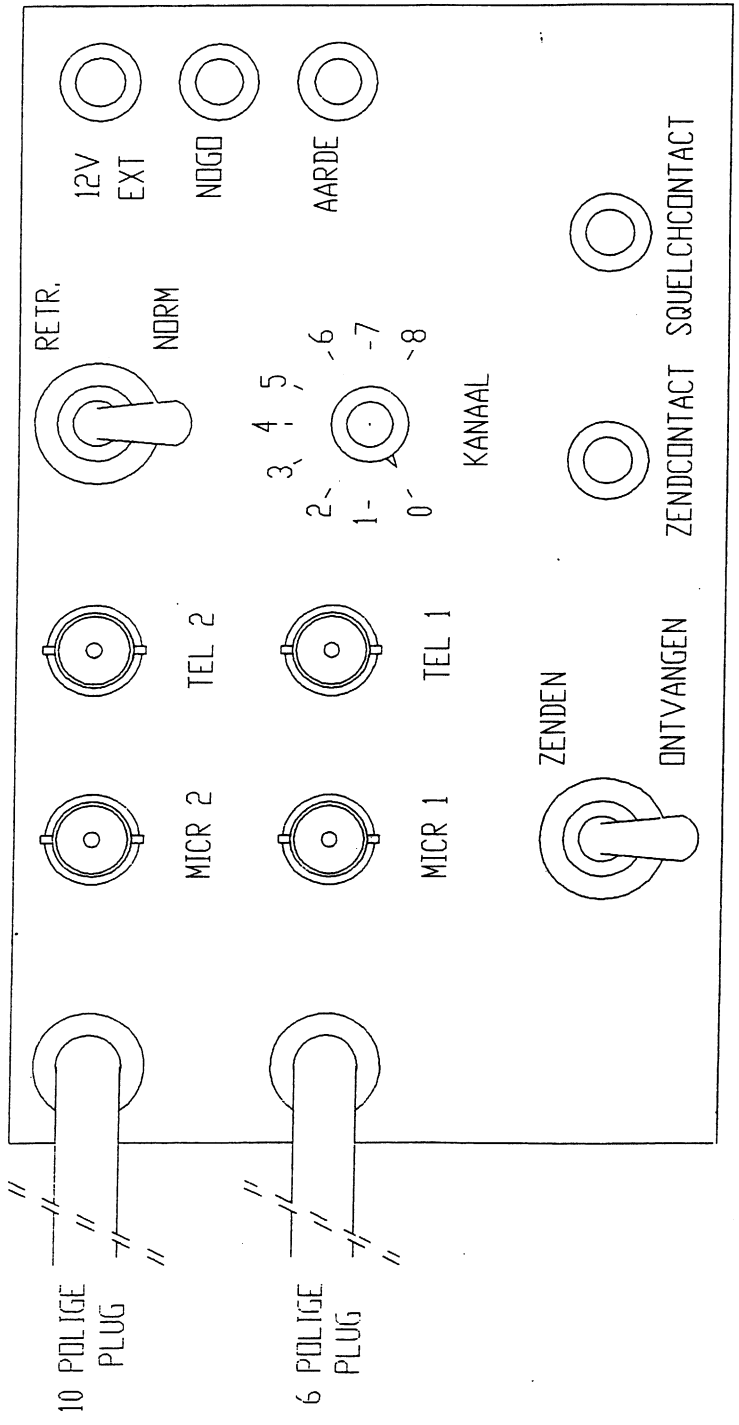 10 POLIGE
PLUG
MICR 2
TEL 2
RETR.
NORM
12V
EXT
NOGO
AARDE
6 POLIGE
PLUG
MICR 1
TEL 1
0
1
2
3
4
5
6
7
8
KANAAL
ZENDEN
ONTVANGEN
ZENDCONTACT
SQUELCHCONTACT